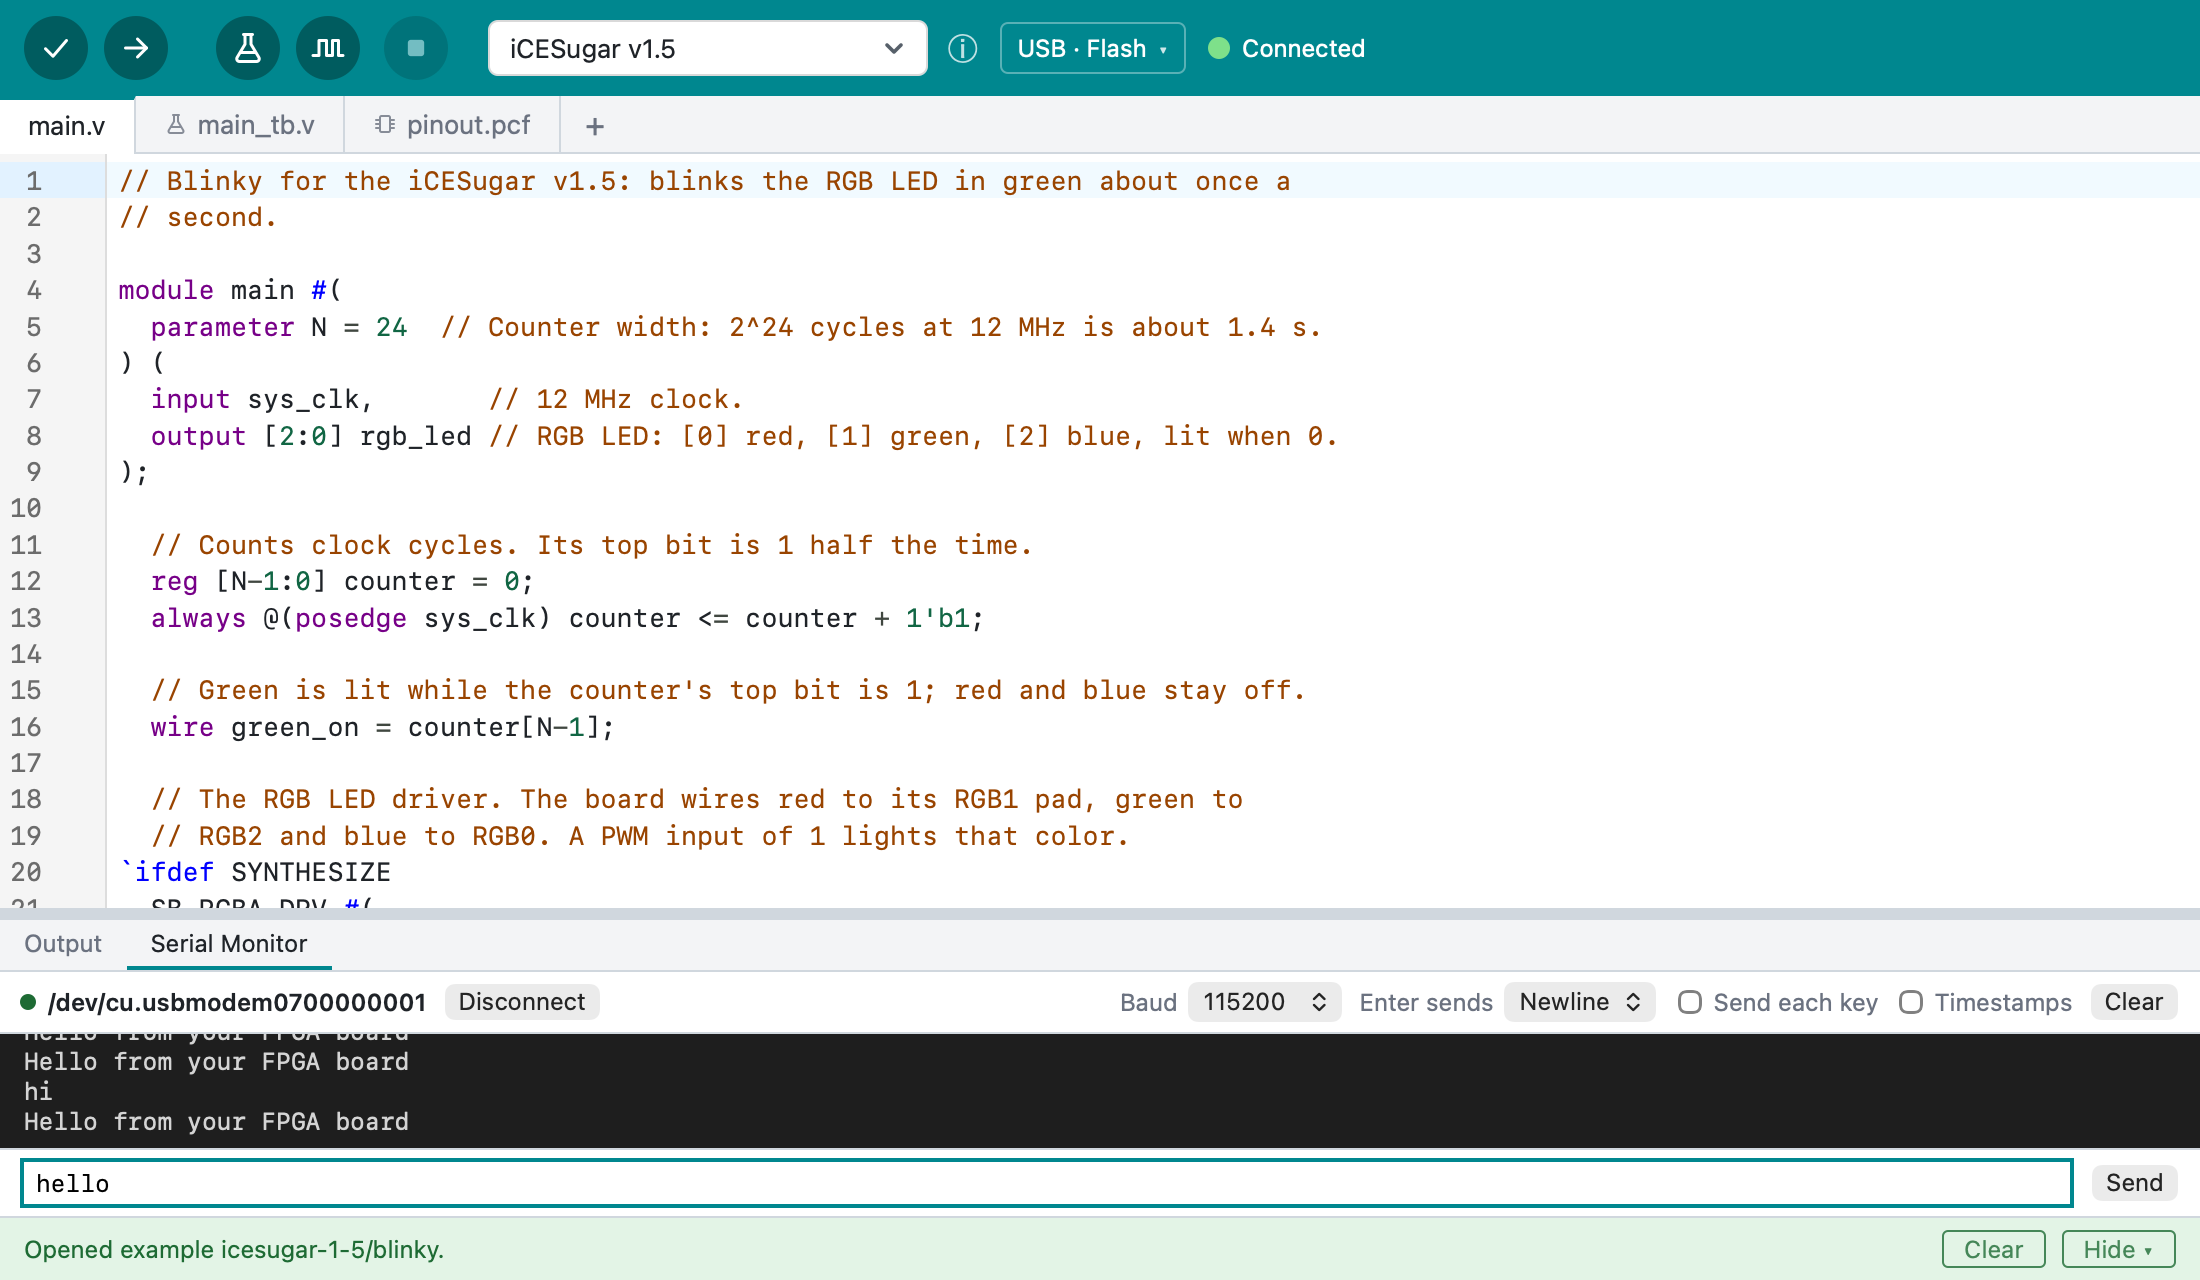 iCESugar v1.5
USB · Flash
Connected
main.v
main_tb.v
pinout.pcf
+
1 // Blinky for the iCESugar v1.5: blinks the RGB LED in green about once a
2 // second.
3
4 module main #(
5   parameter N = 24  // Counter width: 2^24 cycles at 12 MHz is about 1.4 s.
6 ) (
7   input sys_clk,       // 12 MHz clock.
8   output [2:0] rgb_led // RGB LED: [0] red, [1] green, [2] blue, lit when 0.
9 );
10
11   // Counts clock cycles. Its top bit is 1 half the time.
12   reg [N-1:0] counter = 0;
13   always @(posedge sys_clk) counter <= counter + 1'b1;
14
15   // Green is lit while the counter's top bit is 1; red and blue stay off.
16   wire green_on = counter[N-1];
17
18   // The RGB LED driver. The board wires red to its RGB1 pad, green to
19   // RGB2 and blue to RGB0. A PWM input of 1 lights that color.
20 `ifdef SYNTHESIZE
21   SB_RGBA_DRV #(
Output
Serial Monitor
/dev/cu.usbmodem0700000001
Disconnect
Baud
115200
Enter sends
Newline
Send each key
Timestamps
Clear
Hello from your FPGA board
Hello from your FPGA board
hi
Hello from your FPGA board
hello
Send
Opened example icesugar-1-5/blinky.
Clear
Hide